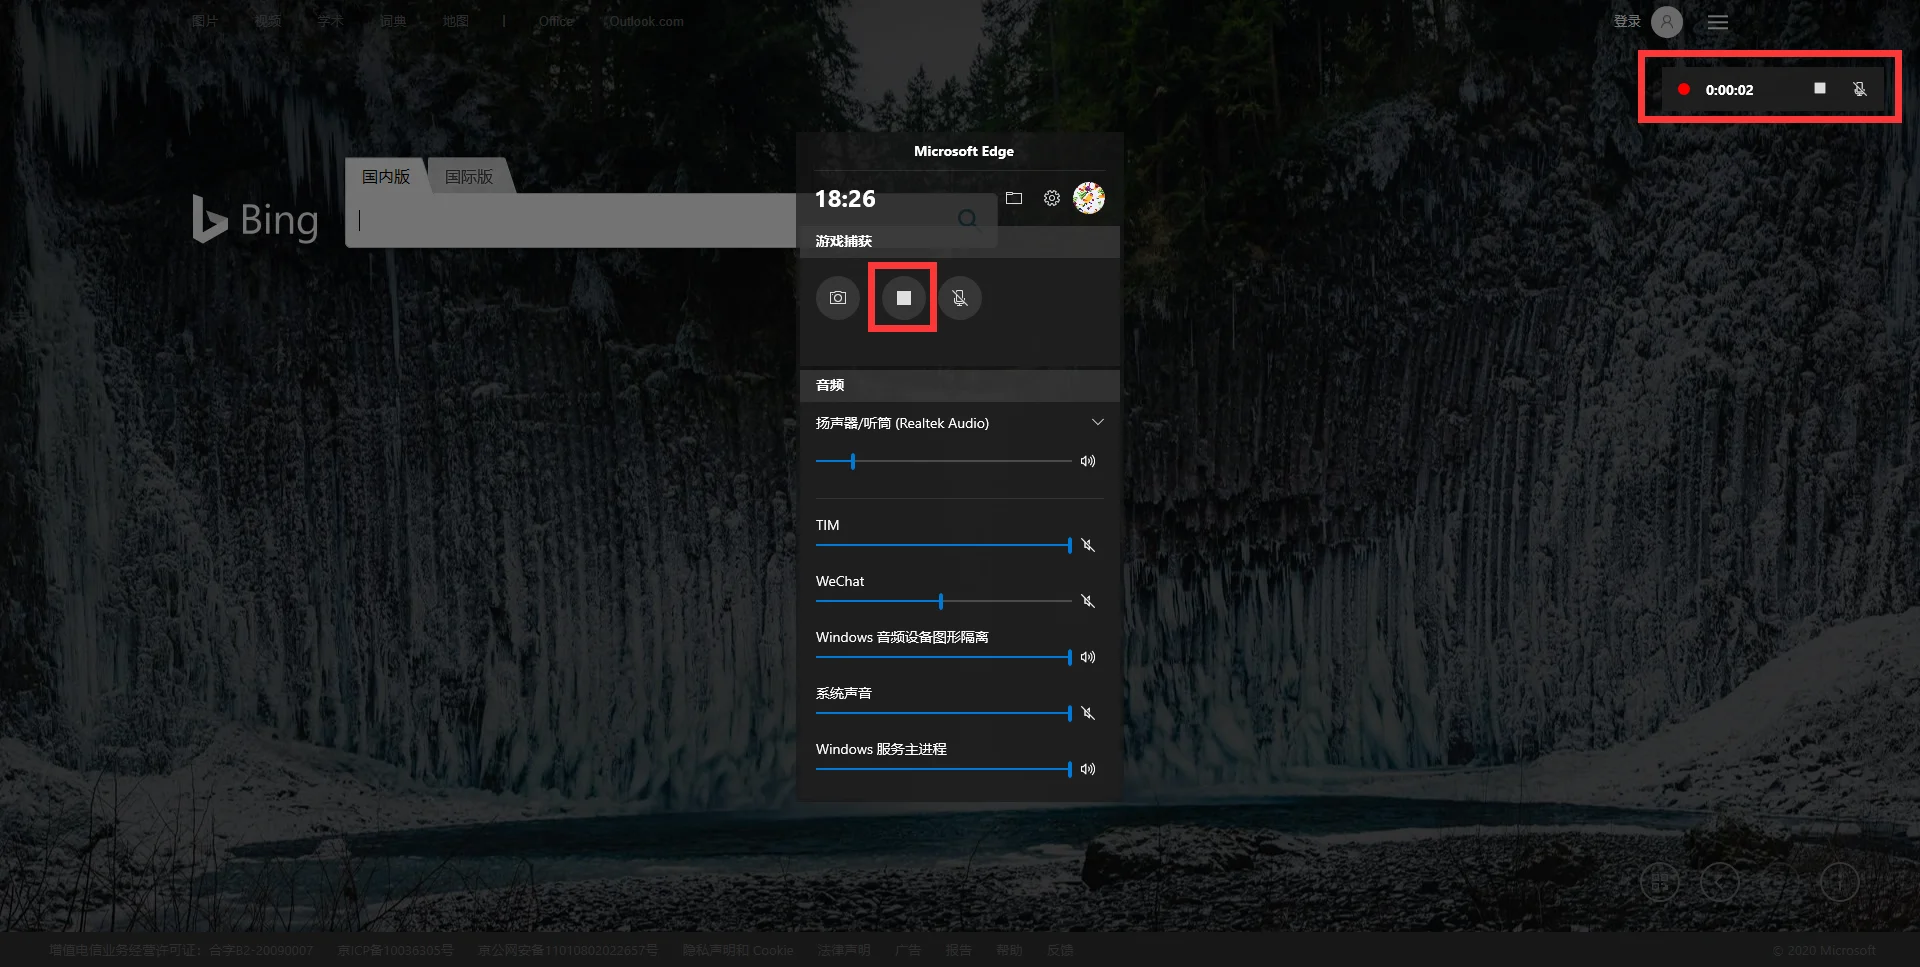 图片 视频 学术 词典 地图 | Office Outlook.com 登录
0:00:02
Microsoft Edge
国内版 国际版
18:26
Bing
游戏捕获
音频
扬声器/听筒 (Realtek Audio)
TIM
WeChat
Windows 音频设备图形隔离
系统声音
Windows 服务主进程
增值电信业务经营许可证：合字B2-20090007 京ICP备10036305号 京公网安备11010802022657号 隐私声明和 Cookie 法律声明 广告 报告 帮助 反馈 © 2020 Microsoft